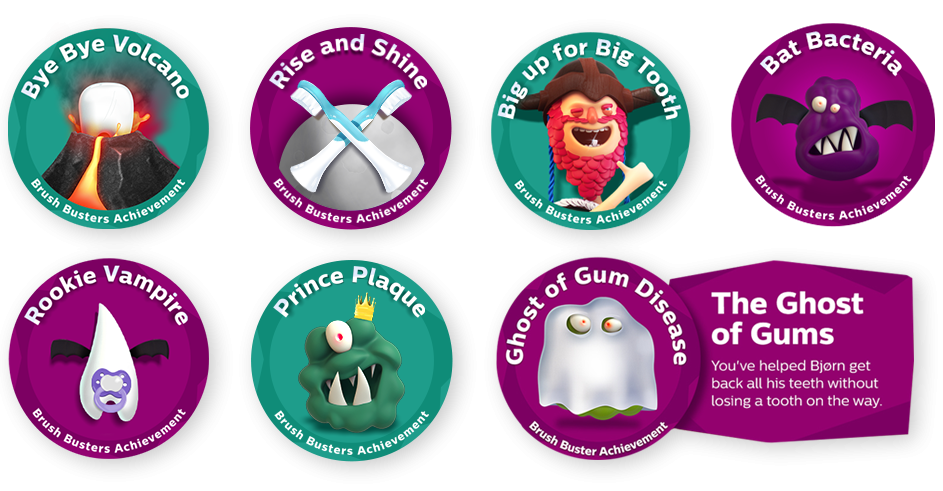 Bye Bye Volcano
Brush Busters Achievement
Rise and Shine
Brush Busters Achievement
Big up for Big Tooth
Brush Busters Achievement
Bat Bacteria
Brush Busters Achievement
Rookie Vampire
Brush Busters Achievement
Prince Plaque
Brush Busters Achievement
Ghost of Gum Disease
Brush Buster Achievement
The Ghost
of Gums
You've helped Bjørn get
back all his teeth without
losing a tooth on the way.